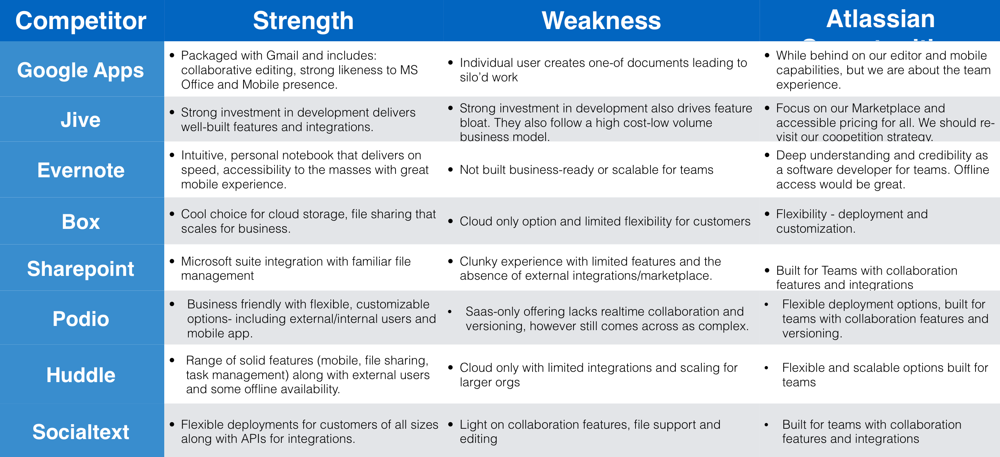 Competitor
Strength
Weakness
Atlassian
Google Apps
• Packaged with Gmail and includes:
collaborative editing, strong likeness to MS
Office and Mobile presence.
• Individual user creates one-of documents leading to
silo’d work
• While behind on our editor and mobile
capabilities, but we are about the team
experience.
Jive
• Strong investment in development delivers
well-built features and integrations.
• Strong investment in development also drives feature
bloat. They also follow a high cost-low volume
business model.
• Focus on our Marketplace and
accessible pricing for all. We should re-
visit our coopetition strategy.
Evernote
• Intuitive, personal notebook that delivers on
speed, accessibility to the masses with great
mobile experience.
• Not built business-ready or scalable for teams
• Deep understanding and credibility as
a software developer for teams. Offline
access would be great.
Box
• Cool choice for cloud storage, file sharing that
scales for business.
• Cloud only option and limited flexibility for customers
• Flexibility - deployment and
customization.
Sharepoint
• Microsoft suite integration with familiar file
management
• Clunky experience with limited features and the
absence of external integrations/marketplace.
• Built for Teams with collaboration
features and integrations
Podio
• Business friendly with flexible, customizable
options- including external/internal users and
mobile app.
• Saas-only offering lacks realtime collaboration and
versioning, however still comes across as complex.
• Flexible deployment options, built for
teams with collaboration features and
versioning.
Huddle
• Range of solid features (mobile, file sharing,
task management) along with external users
and some offline availability.
• Cloud only with limited integrations and scaling for
larger orgs
• Flexible and scalable options built for
teams
Socialtext
• Flexible deployments for customers of all sizes
along with APIs for integrations.
• Light on collaboration features, file support and
editing
• Built for teams with collaboration
features and integrations